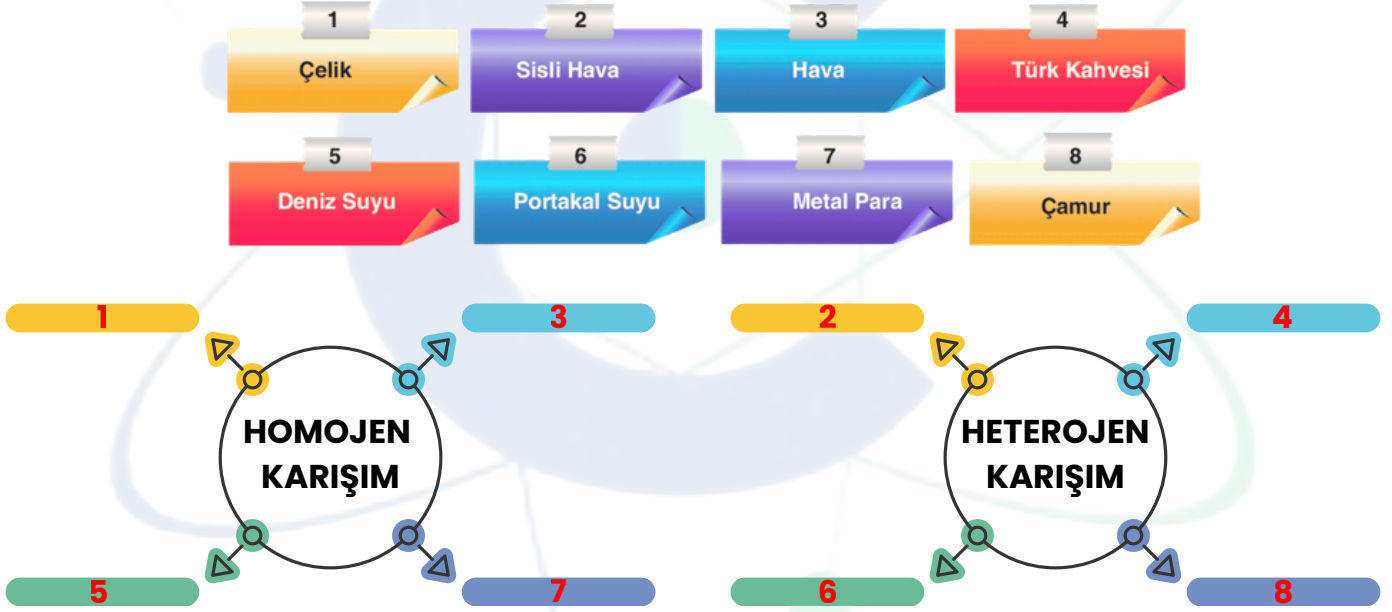 1
2
3
4
Çelik
Sisli Hava
Hava
Türk Kahvesi
5
6
7
8
Deniz Suyu
Portakal Suyu
Metal Para
Çamur
1
3
HOMOJEN
KARIŞIM
5
7
2
4
HETEROJEN
KARIŞIM
6
8